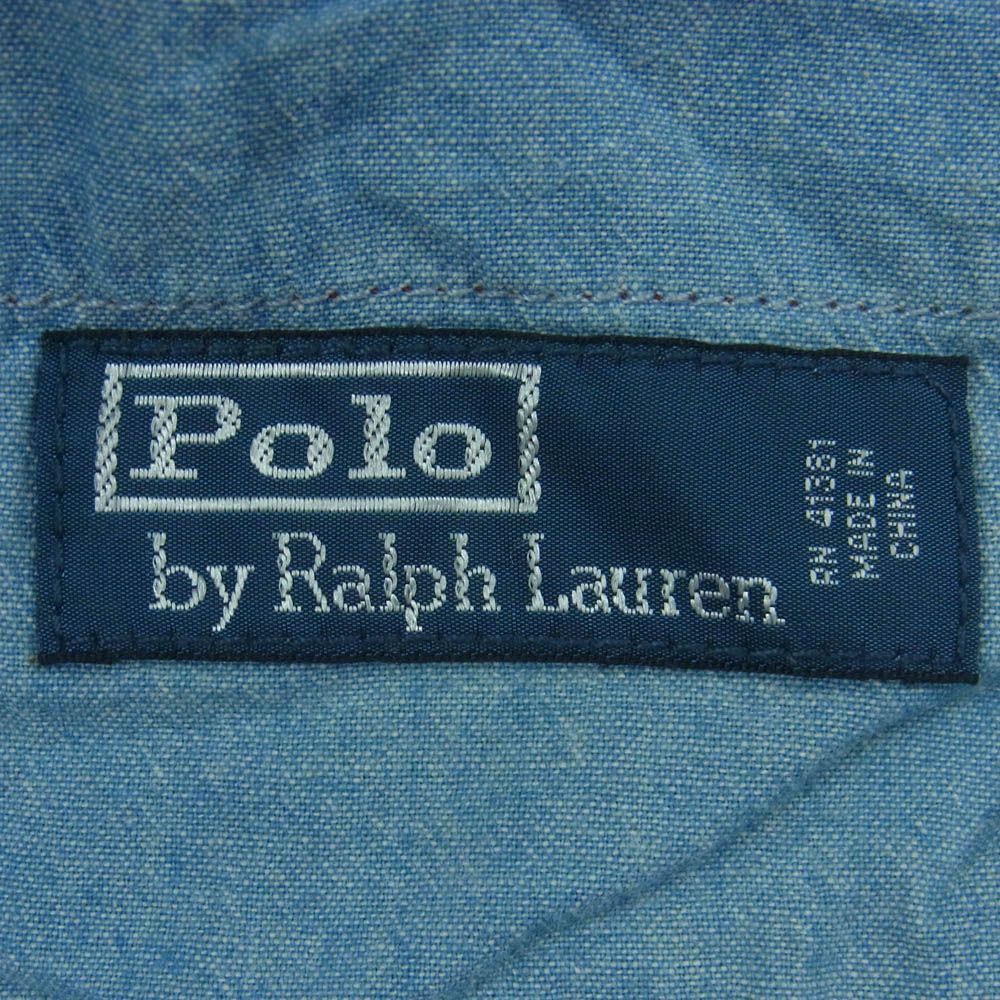 Polo
by Ralph Lauren
RN 41381
MADE IN
CHINA